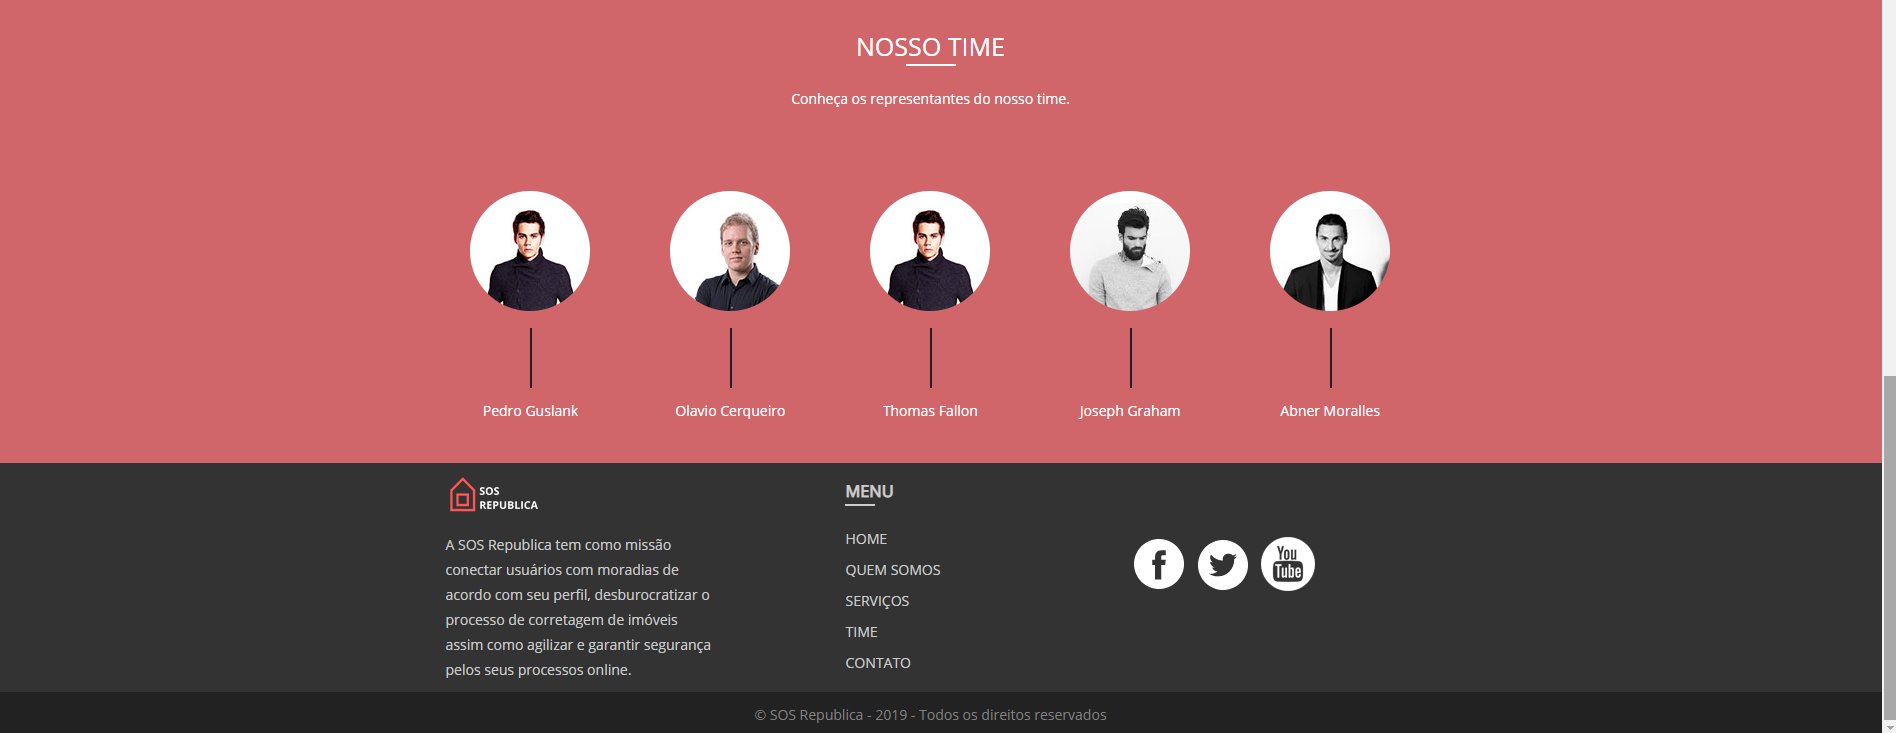 NOSSO TIME
Conheça os representantes do nosso time.
Pedro Guslank
Olavio Cerqueiro
Thomas Fallon
Joseph Graham
Abner Moralles
SOS
REPUBLICA
A SOS Republica tem como missão
conectar usuários com moradias de
acordo com seu perfil, desburocratizar o
processo de corretagem de imóveis
assim como agilizar e garantir segurança
pelos seus processos online.
MENU
HOME
QUEM SOMOS
SERVIÇOS
TIME
CONTATO
f
You
Tube
© SOS Republica - 2019 - Todos os direitos reservados